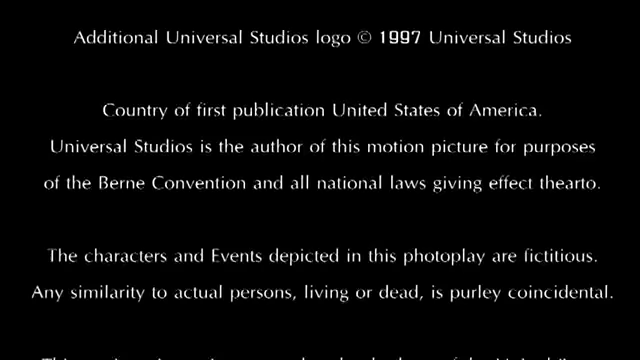 Additional Universal Studios logo © 1997 Universal Studios
Country of first publication United States of America.
Universal Studios is the author of this motion picture for purposes
of the Berne Convention and all national laws giving effect thearto.
The characters and Events depicted in this photoplay are fictitious.
Any similarity to actual persons, living or dead, is purley coincidental.